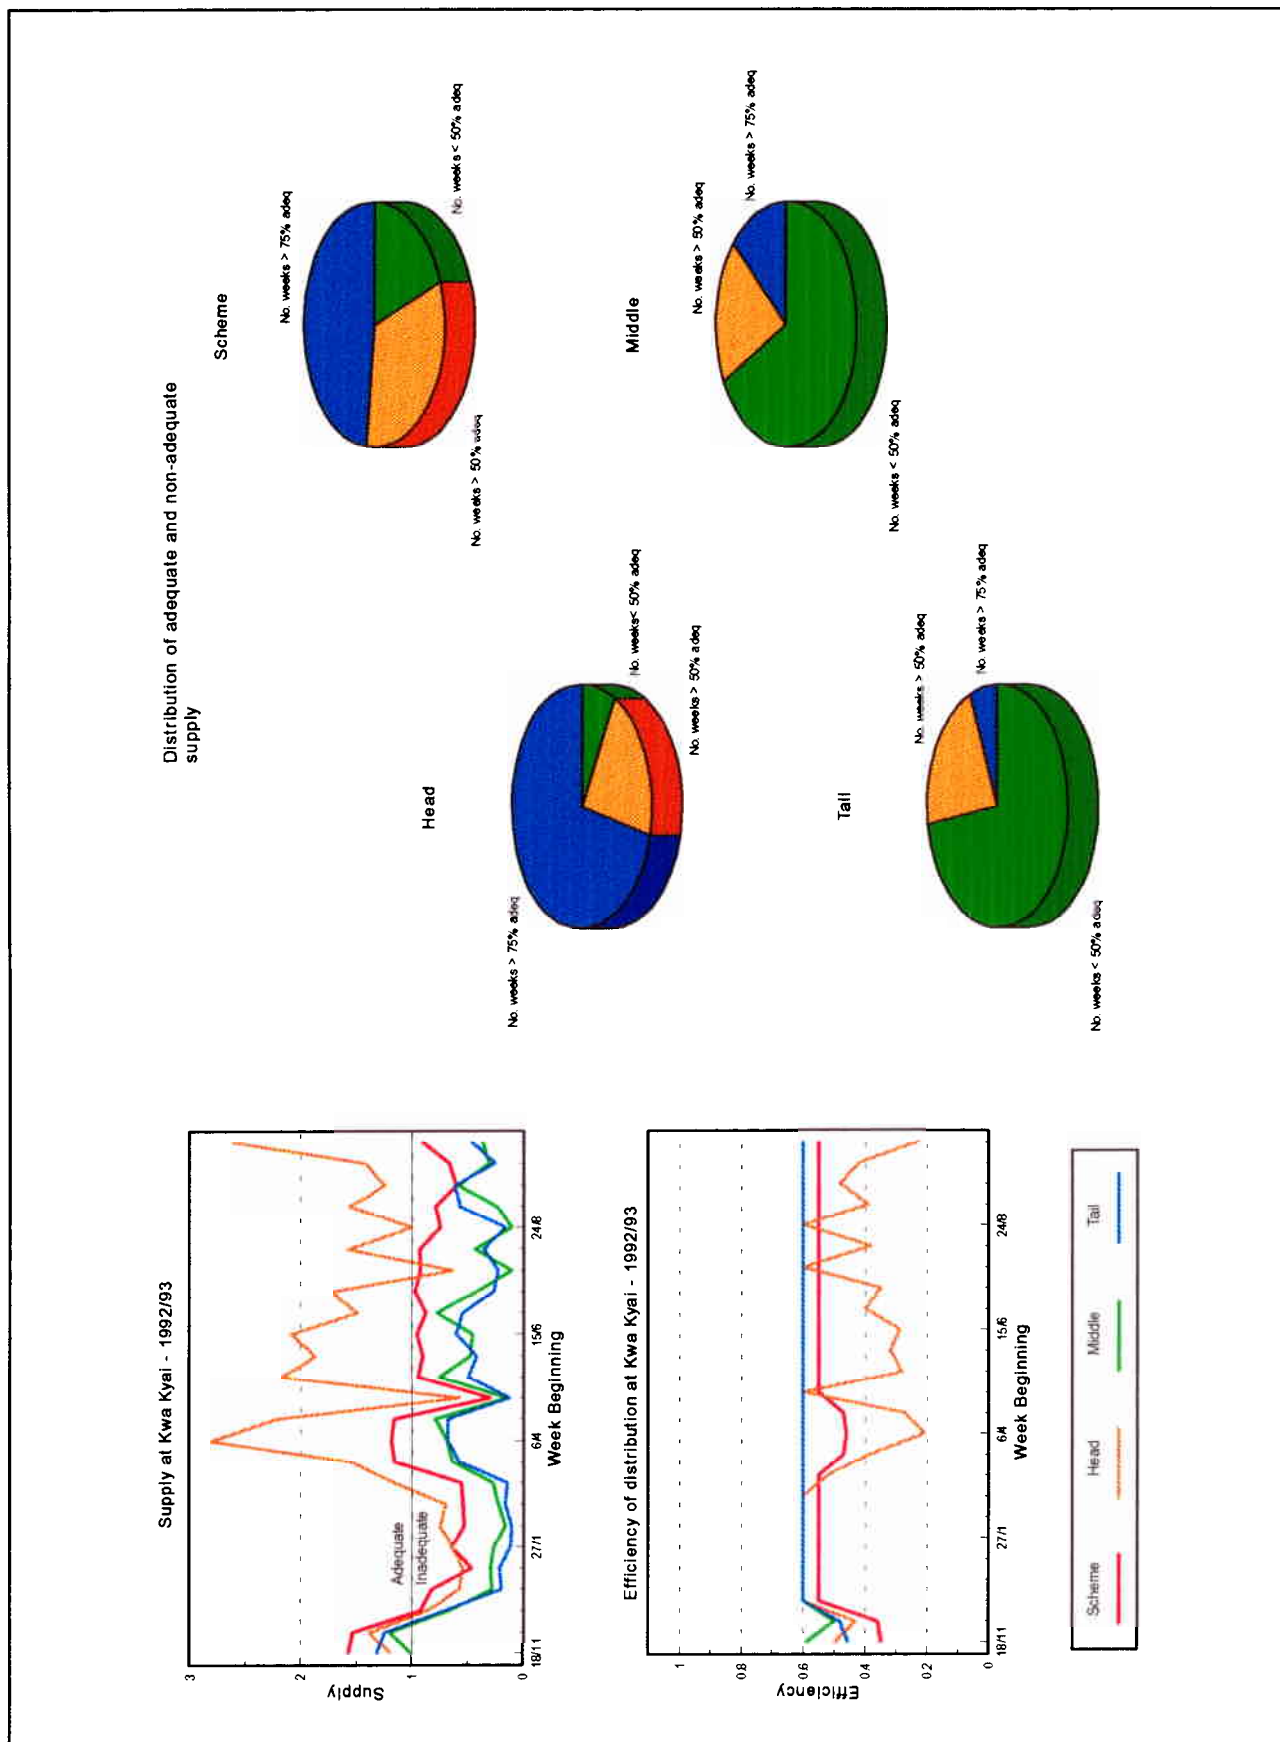 Supply at Kwa Kyai - 1992/93
Supply
3
2
1
0
Adequate
Inadequate
18/11
27/1
6/4
15/6
24/8
Week Beginning
Efficiency of distribution at Kwa Kyai - 1992/93
Efficiency
1
0.8
0.6
0.4
0.2
0
18/11
27/1
6/4
15/6
24/8
Week Beginning
Scheme
Head
Middle
Tail
Distribution of adequate and non-adequate
supply
Head
No. weeks > 75% adeq
No. weeks< 50% adeq
No. weeks > 50% adeq
Scheme
No. weeks > 75% adeq
No. weeks < 50% adeq
No. weeks > 50% adeq
Tail
No. weeks > 50% adeq
No. weeks > 75% adeq
No. weeks < 50% adeq
Middle
No. weeks > 50% adeq
No. weeks > 75% adeq
No. weeks < 50% adeq